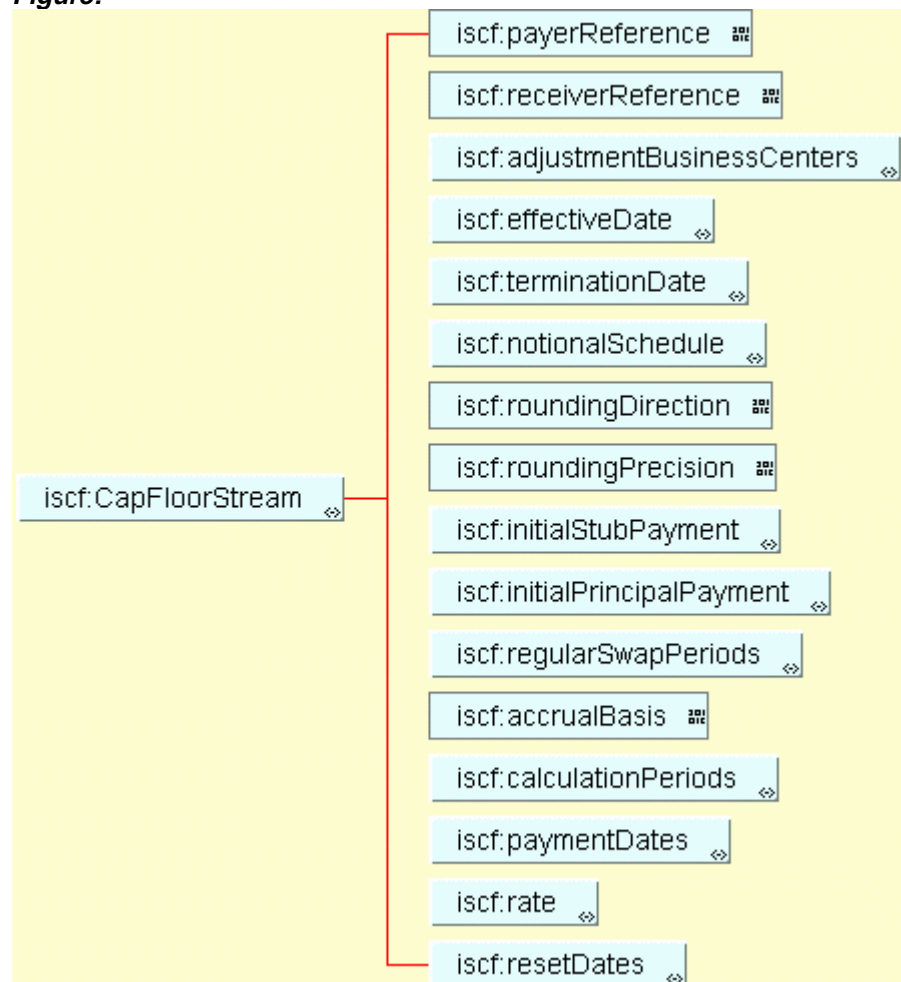 Figure:
iscf:payerReference
iscf:receiverReference
iscf:adjustmentBusinessCenters
iscf:effectiveDate
iscf:terminationDate
iscf:notionalSchedule
iscf:roundingDirection
iscf:roundingPrecision
iscf:CapFloorStream
iscf:initialStubPayment
iscf:initialPrincipalPayment
iscf:regularSwapPeriods
iscf:accrualBasis
iscf:calculationPeriods
iscf:paymentDates
iscf:rate
iscf:resetDates